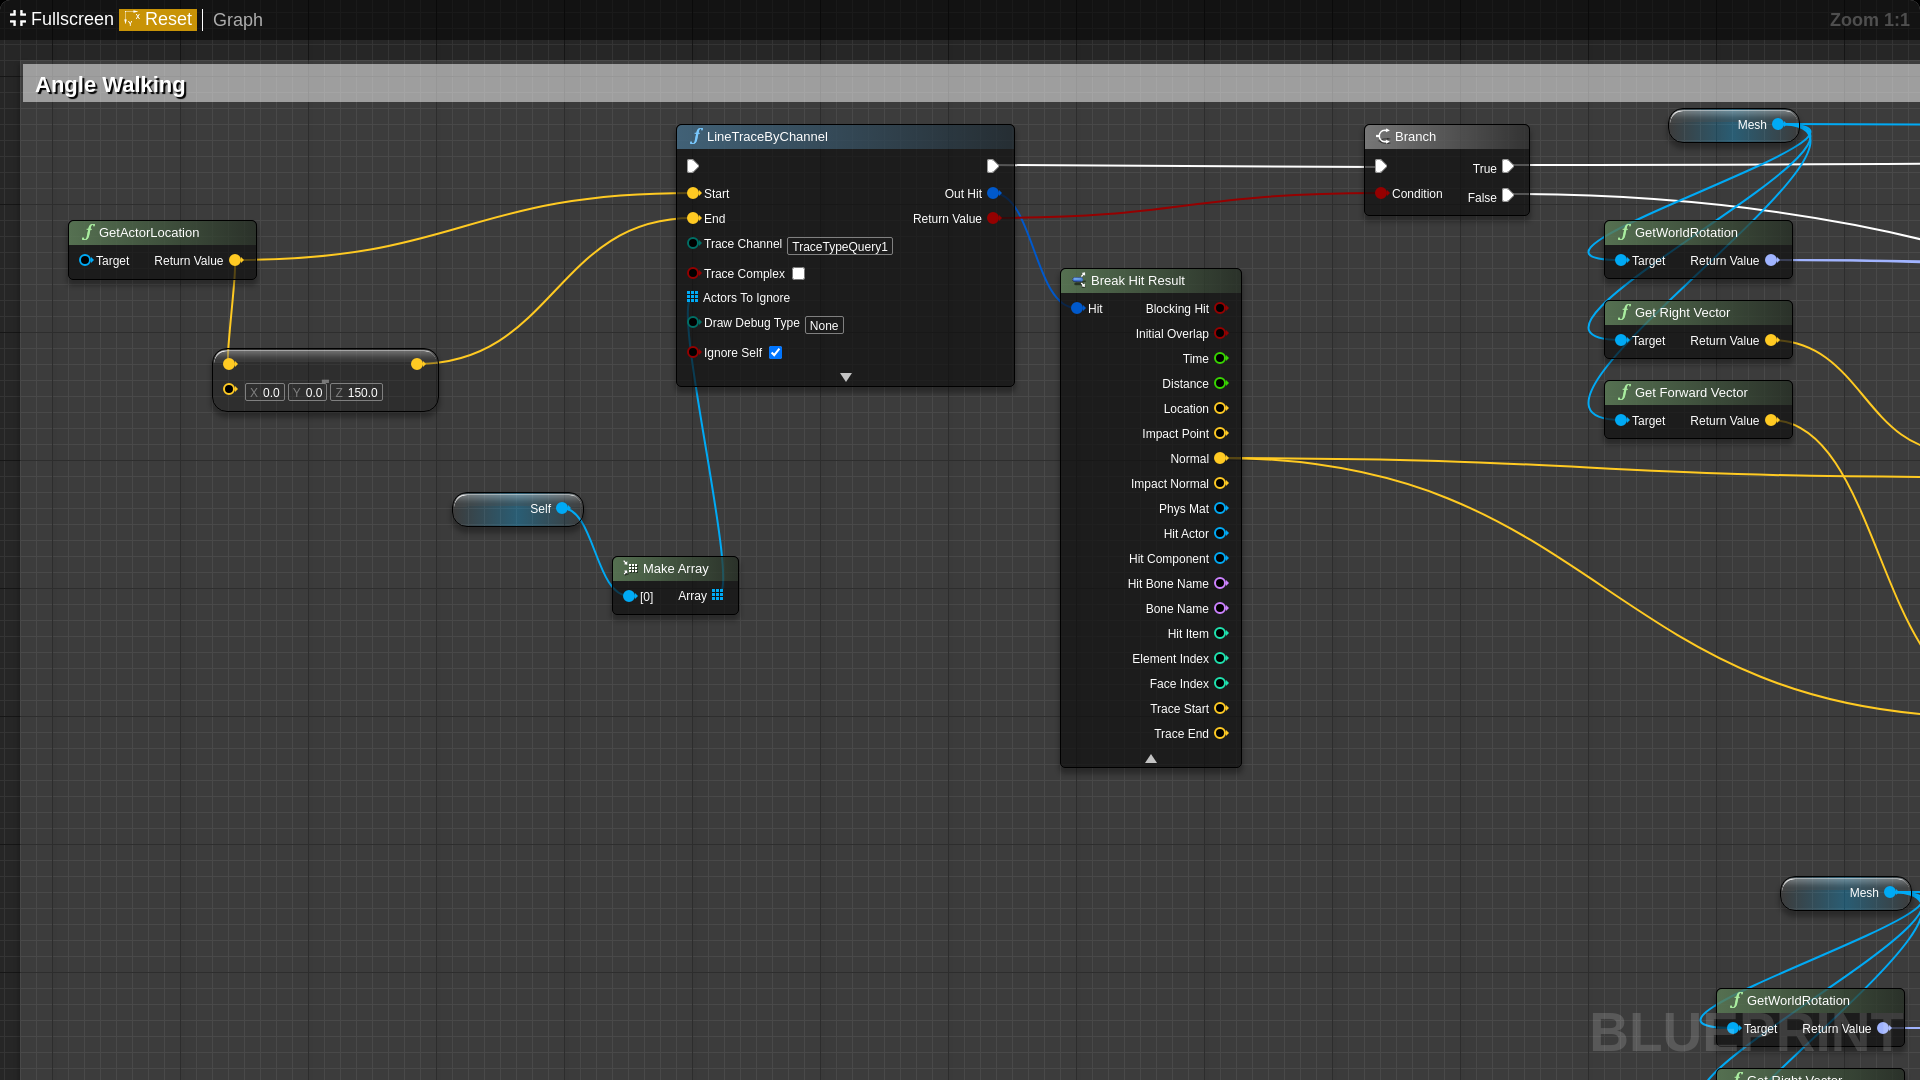 Fullscreen Reset Graph
Zoom 1:1
Angle Walking
GetActorLocation
Target Return Value
X 0.0 Y 0.0 Z 150.0
Self
Make Array
[0] Array
LineTraceByChannel
Start Out Hit
End Return Value
Trace Channel TraceTypeQuery1
Trace Complex
Actors To Ignore
Draw Debug Type None
Ignore Self
Break Hit Result
Hit Blocking Hit
Initial Overlap
Time
Distance
Location
Impact Point
Normal
Impact Normal
Phys Mat
Hit Actor
Hit Component
Hit Bone Name
Bone Name
Hit Item
Element Index
Face Index
Trace Start
Trace End
Branch
True
Condition False
Mesh
GetWorldRotation
Target Return Value
Get Right Vector
Target Return Value
Get Forward Vector
Target Return Value
Mesh
GetWorldRotation
Target Return Value
Get Right Vector
BLUEPRINT